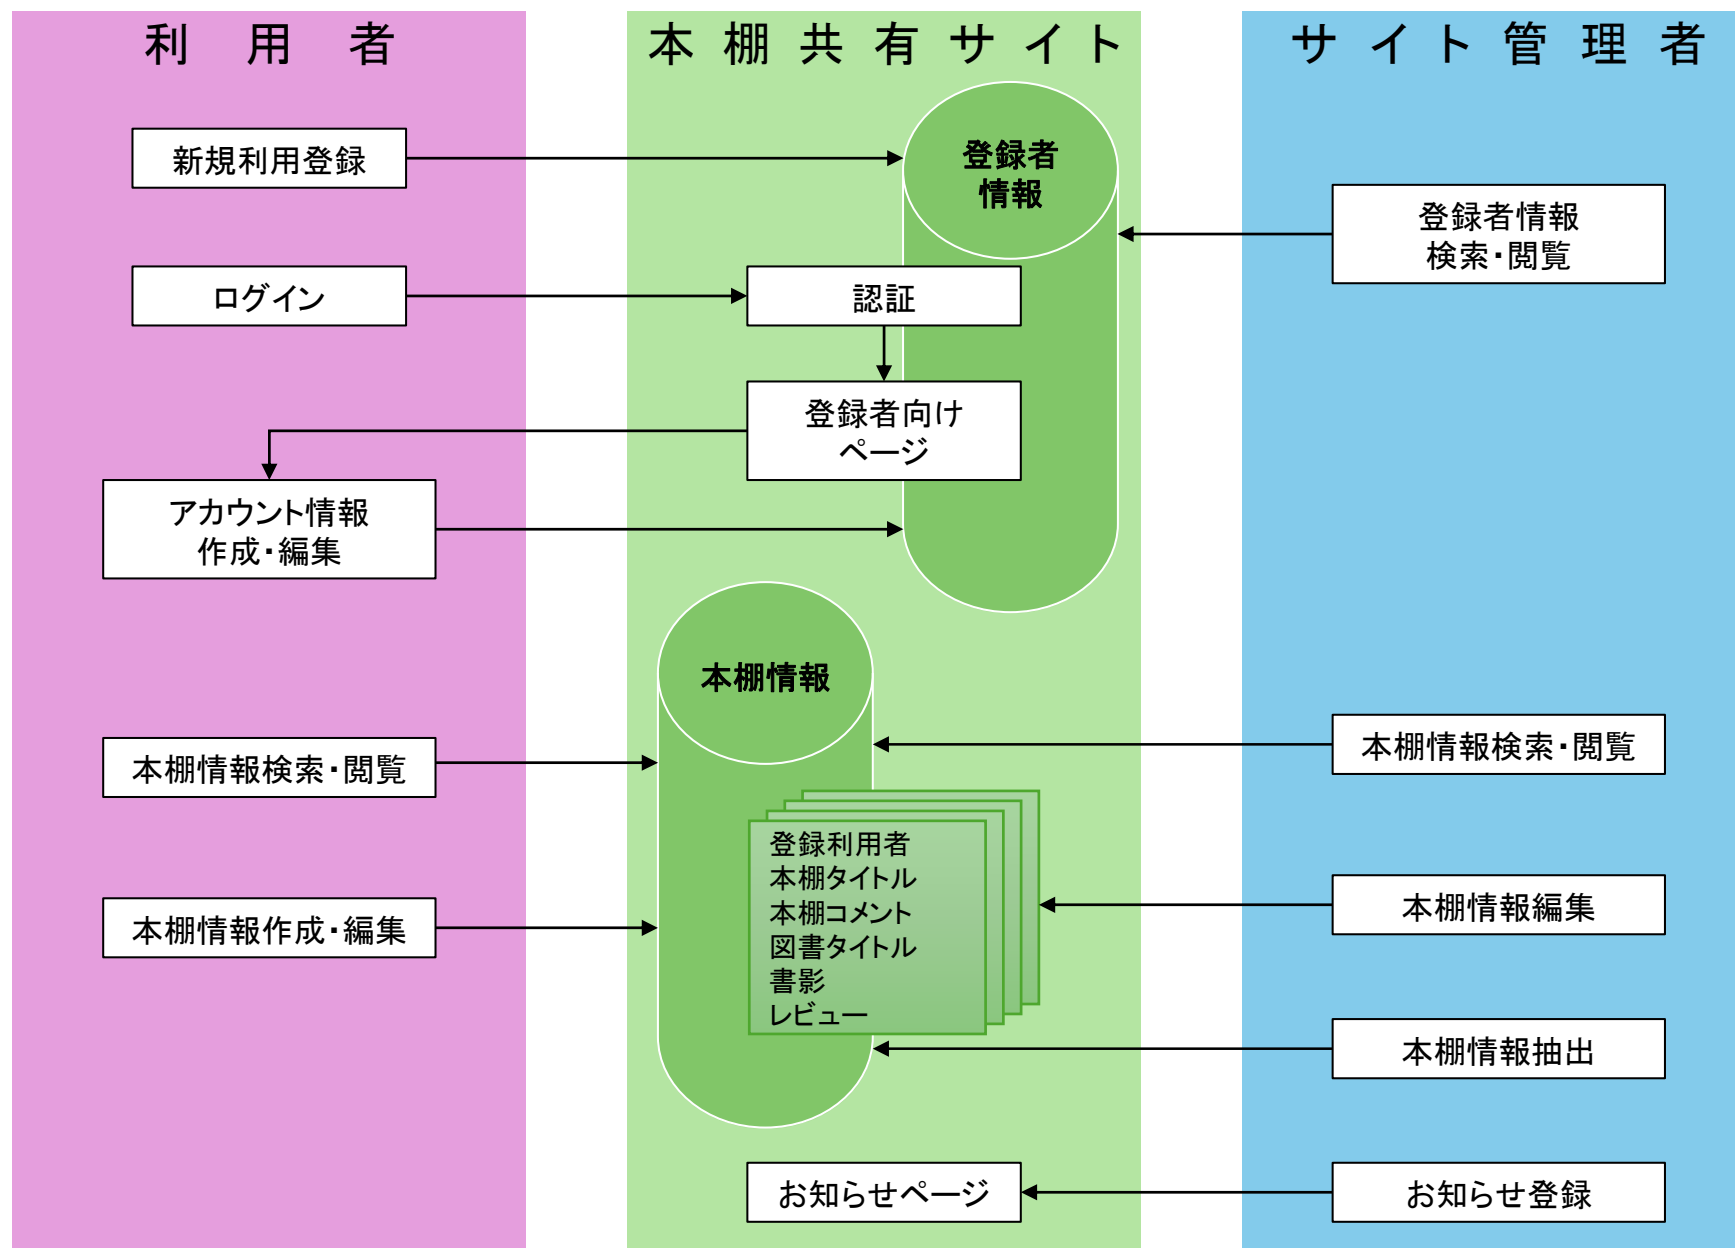 利用者
本棚共有サイト
サイト管理者
新規利用登録
登録者
情報
登録者情報
検索・閲覧
ログイン
認証
登録者向け
ページ
アカウント情報
作成・編集
本棚情報
本棚情報検索・閲覧
本棚情報検索・閲覧
登録利用者
本棚タイトル
本棚コメント
図書タイトル
書影
レビュー
本棚情報作成・編集
本棚情報編集
本棚情報抽出
お知らせページ
お知らせ登録